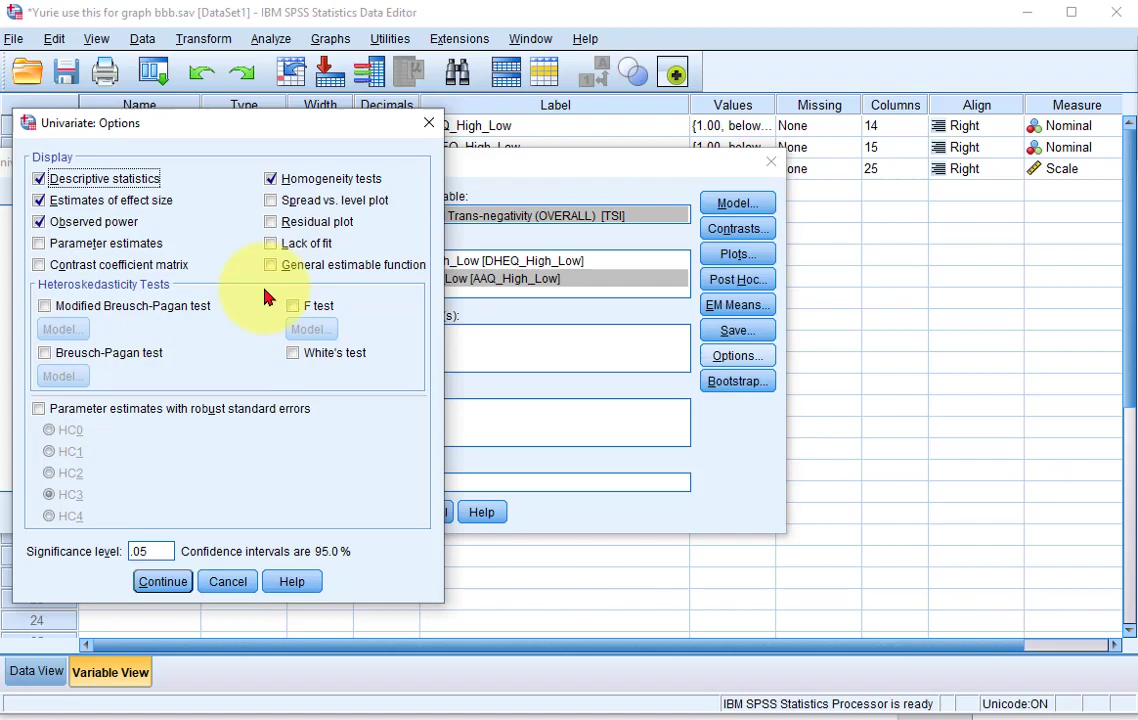 *Yurie use this for graph bbb.sav [DataSet1] - IBM SPSS Statistics Data Editor
File Edit View Data Transform Analyze Graphs Utilities Extensions Window Help
Name Type Width Decimals Label Values Missing Columns Align Measure
Q_High_Low {1.00, below... None 14 Right Nominal
EQ_High_Low {1.00, below... None 15 Right Nominal
None 25 Right Scale
Univariate: Options
Display
Descriptive statistics Homogeneity tests
Estimates of effect size Spread vs. level plot
Observed power Residual plot
Parameter estimates Lack of fit
Contrast coefficient matrix General estimable function
Heteroskedasticity Tests
Modified Breusch-Pagan test F test
Model... Model...
Breusch-Pagan test White's test
Model...
Parameter estimates with robust standard errors
HC0
HC1
HC2
HC3
HC4
Significance level: .05 Confidence intervals are 95.0 %
Continue Cancel Help
able:
Trans-negativity (OVERALL) [TSI]
h_Low [DHEQ_High_Low]
Low [AAQ_High_Low]
(s):
Model...
Contrasts...
Plots...
Post Hoc...
EM Means...
Save...
Options...
Bootstrap...
Help
24
Data View Variable View
IBM SPSS Statistics Processor is ready Unicode:ON